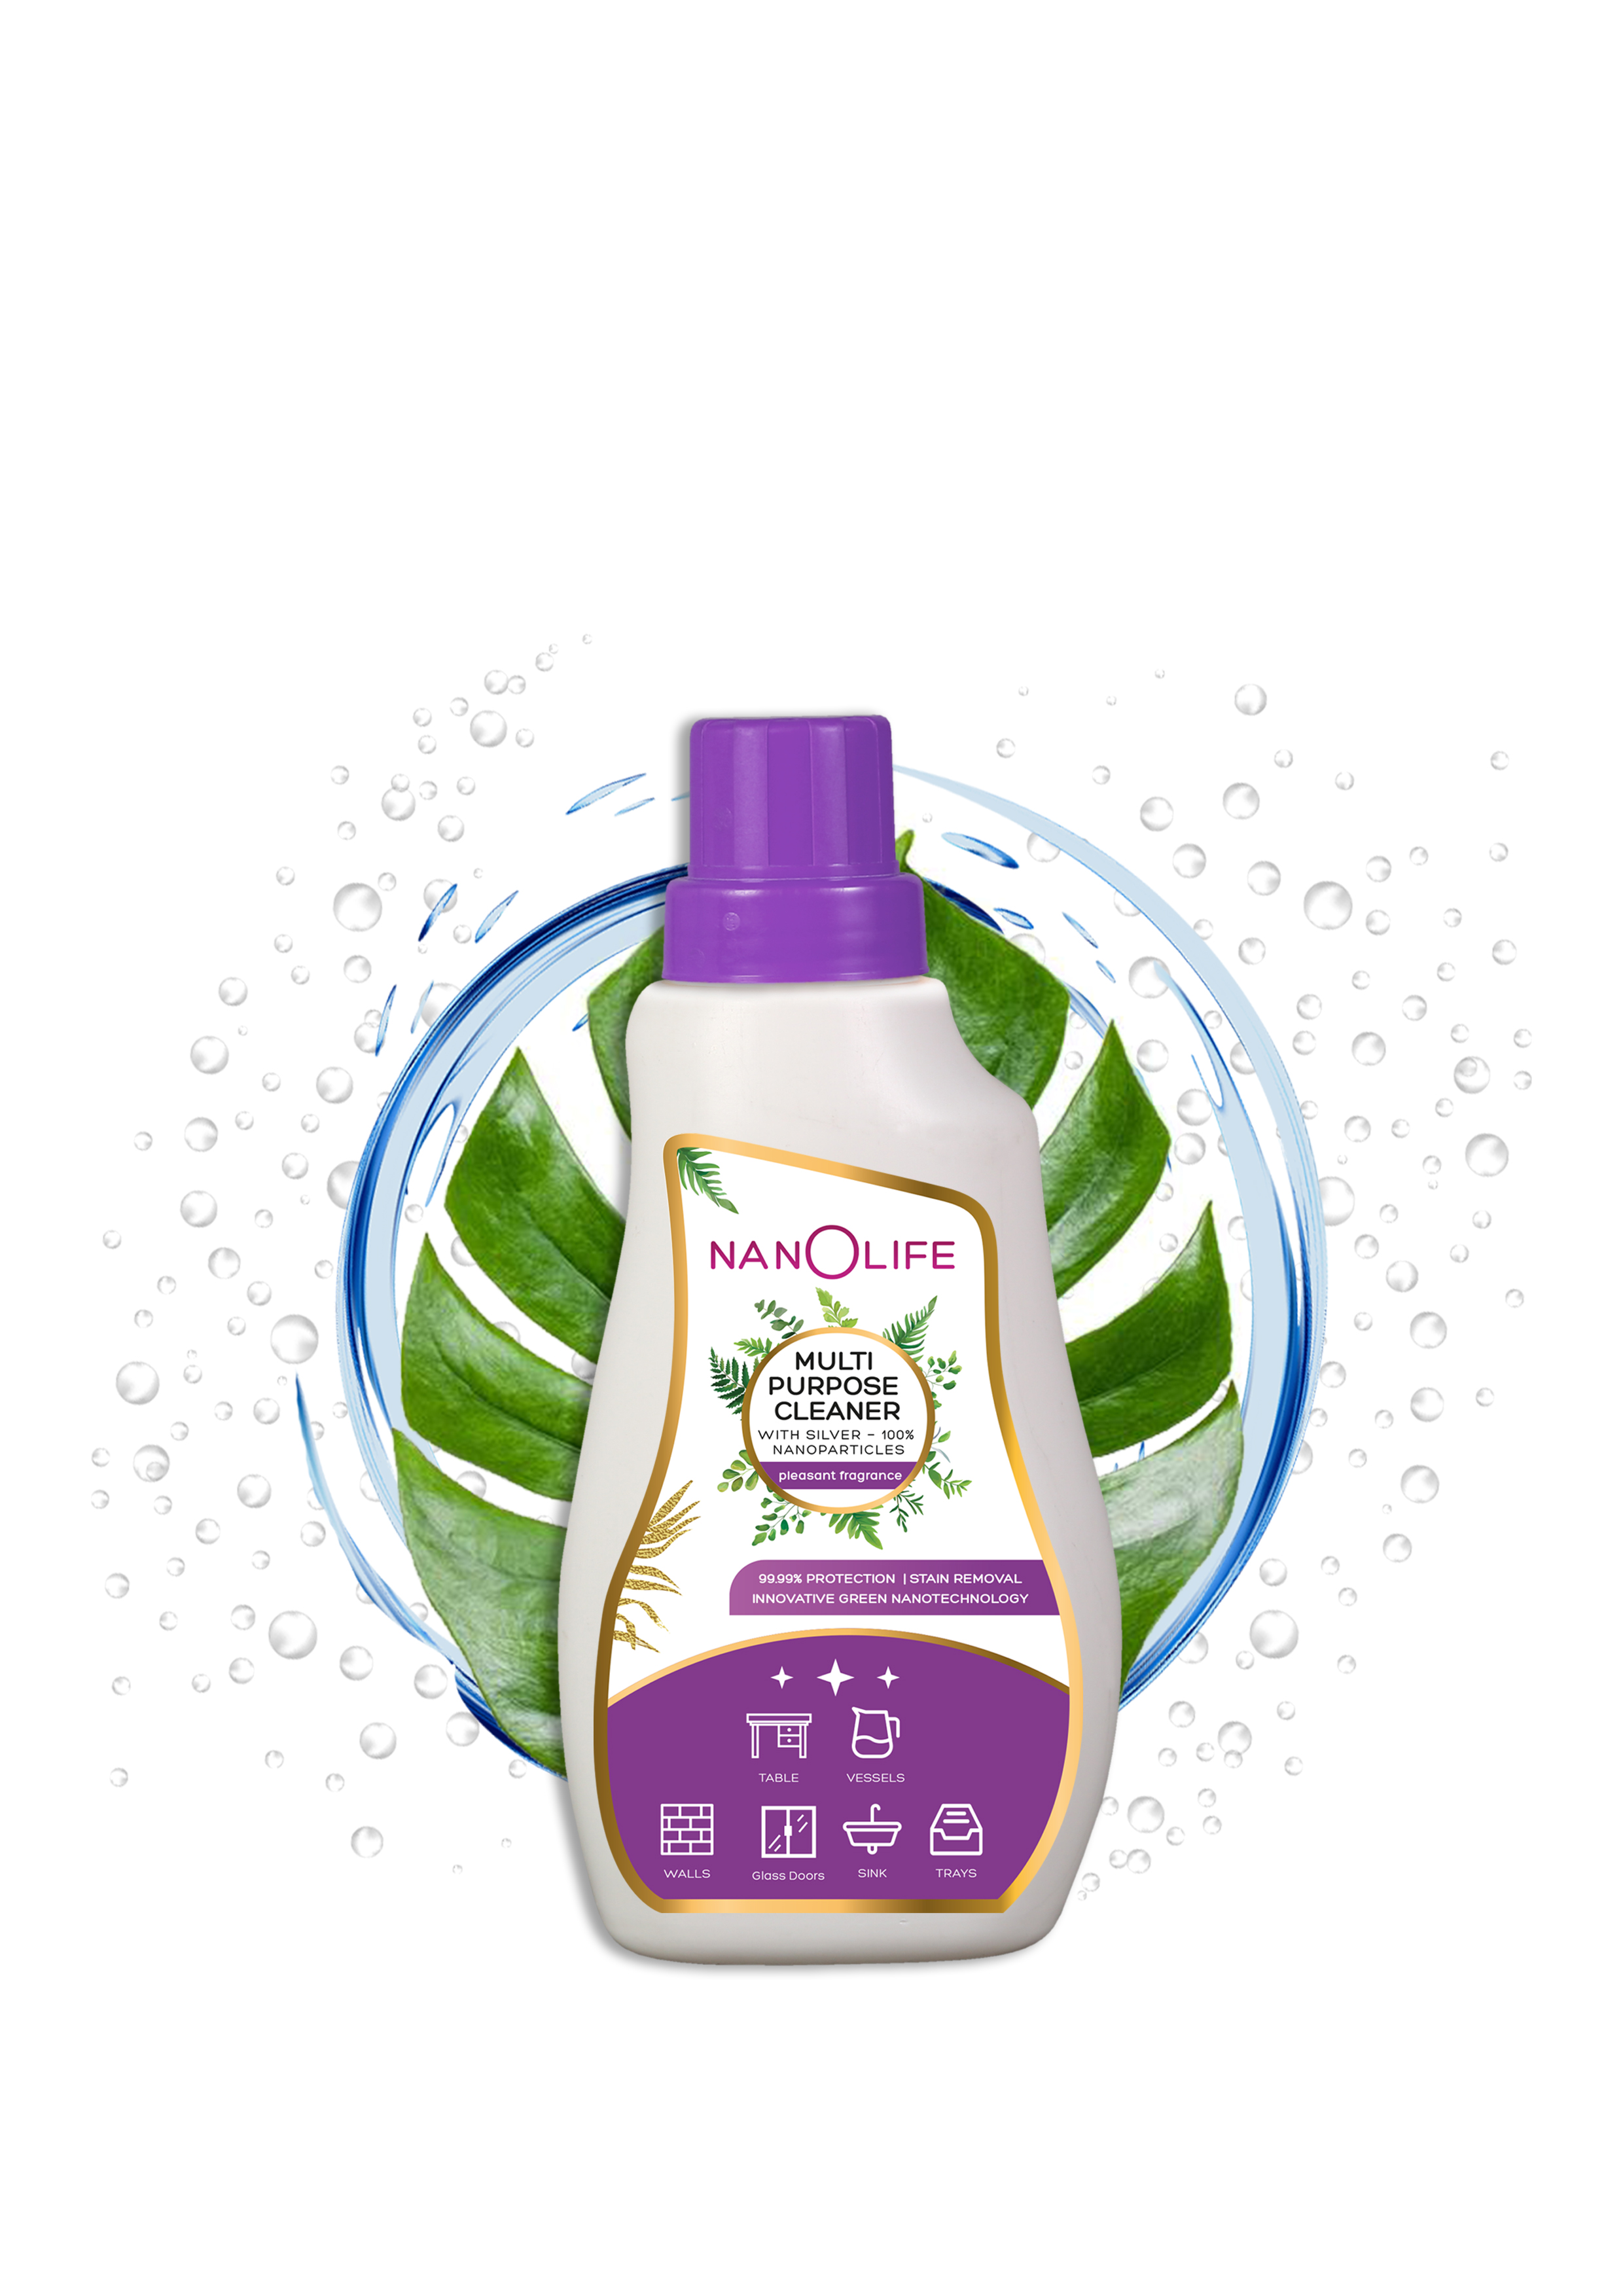 NANOLIFE
MULTI
PURPOSE
CLEANER
WITH SILVER - 100%
NANOPARTICLES
pleasant fragrance
99.99% PROTECTION | STAIN REMOVAL
INNOVATIVE GREEN NANOTECHNOLOGY
TABLE VESSELS
WALLS Glass Doors SINK TRAYS